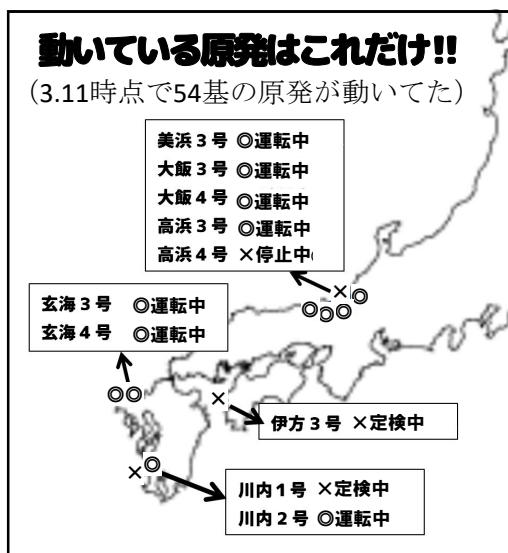 動いている原発はこれだけ!!
(3.11時点で54基の原発が動いてた)
美浜3号 ◎運転中
大飯3号 ◎運転中
大飯4号 ◎運転中
高浜3号 ◎運転中
高浜4号 ×停止中
玄海3号 ◎運転中
玄海4号 ◎運転中
伊方3号 ×定検中
川内1号 ×定検中
川内2号 ◎運転中